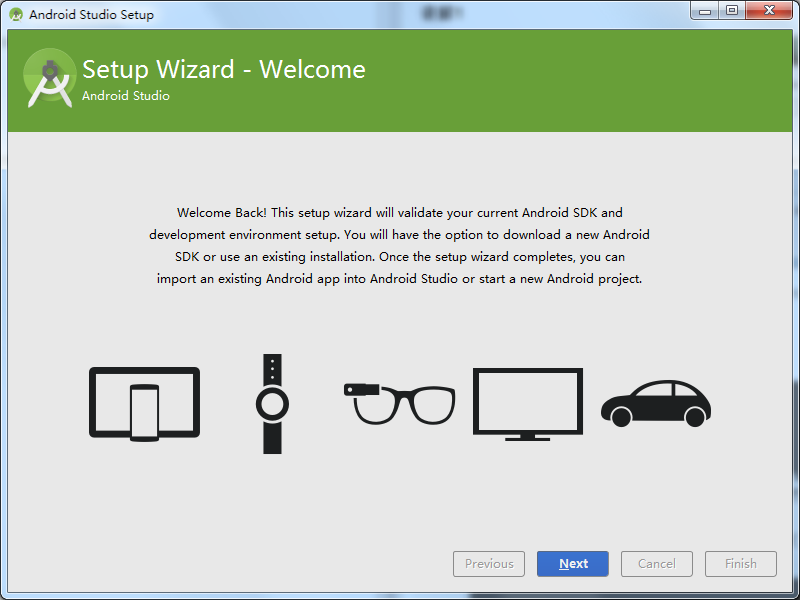 Android Studio Setup
Setup Wizard - Welcome
Android Studio
Welcome Back! This setup wizard will validate your current Android SDK and
development environment setup. You will have the option to download a new Android
SDK or use an existing installation. Once the setup wizard completes, you can
import an existing Android app into Android Studio or start a new Android project.
Previous
Next
Cancel
Finish